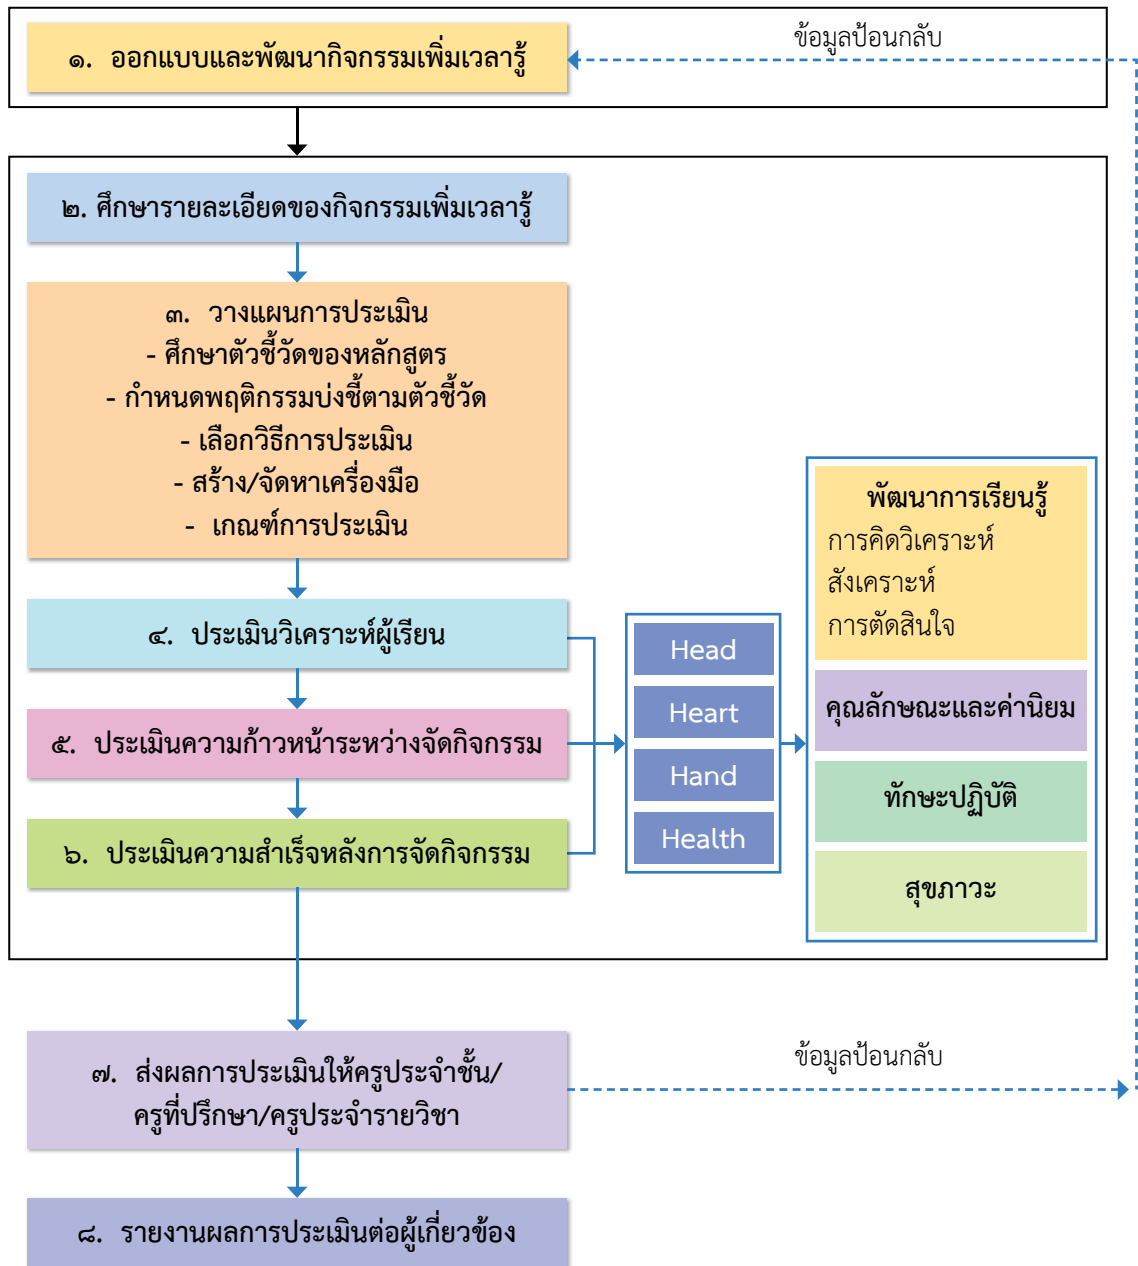 ๑. ออกแบบและพัฒนากิจกรรมเพิ่มเวลารู้
ข้อมูลป้อนกลับ
๒. ศึกษารายละเอียดของกิจกรรมเพิ่มเวลารู้
๓. วางแผนการประเมิน
- ศึกษาตัวชี้วัดของหลักสูตร
- กำหนดพฤติกรรมบ่งชี้ตามตัวชี้วัด
- เลือกวิธีการประเมิน
- สร้าง/จัดหาเครื่องมือ
- เกณฑ์การประเมิน
๔. ประเมินวิเคราะห์ผู้เรียน
๕. ประเมินความก้าวหน้าระหว่างจัดกิจกรรม
๖. ประเมินความสำเร็จหลังการจัดกิจกรรม
Head
Heart
Hand
Health
พัฒนาการเรียนรู้
การคิดวิเคราะห์
สังเคราะห์
การตัดสินใจ
คุณลักษณะและค่านิยม
ทักษะปฏิบัติ
สุขภาวะ
๗. ส่งผลการประเมินให้ครูประจำชั้น/
ครูที่ปรึกษา/ครูประจำรายวิชา
ข้อมูลป้อนกลับ
๘. รายงานผลการประเมินต่อผู้เกี่ยวข้อง